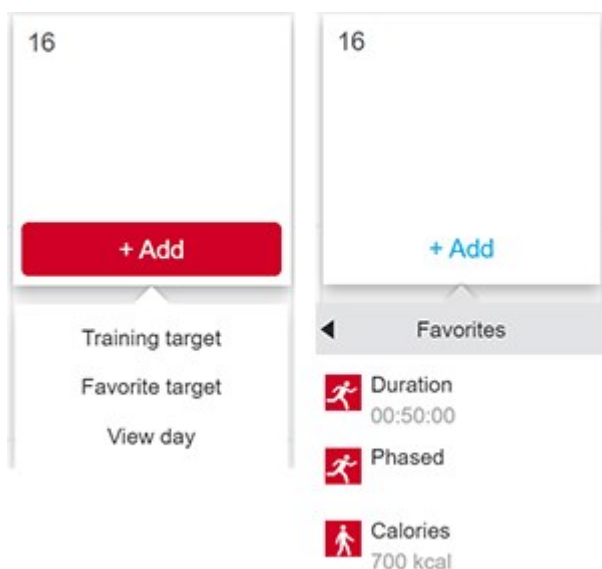 16
+ Add
Training target
Favorite target
View day
16
+ Add
Favorites
Duration
00:50:00
Phased
Calories
700 kcal